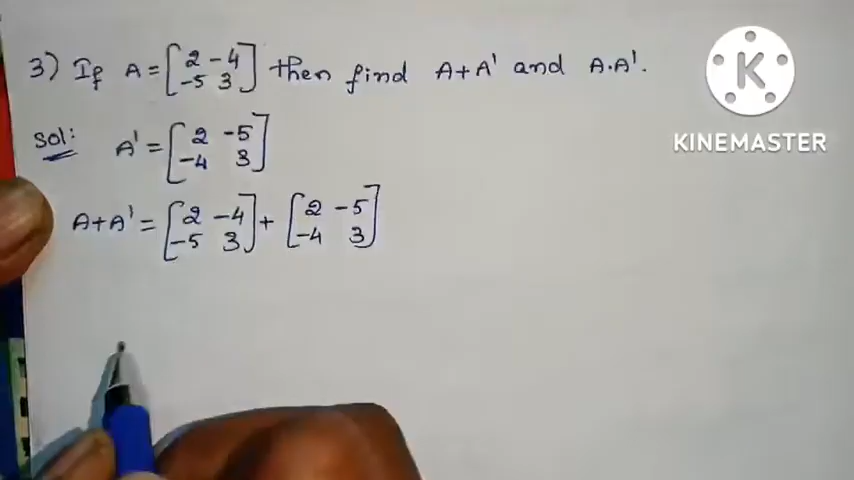 3) If A = [2 -4 -5 3] then find A+A' and A.A'.
Sol: A' = [2 -5 -4 3]
A+A' = [2 -4 -5 3] + [2 -5 -4 3]
K
KINEMASTER